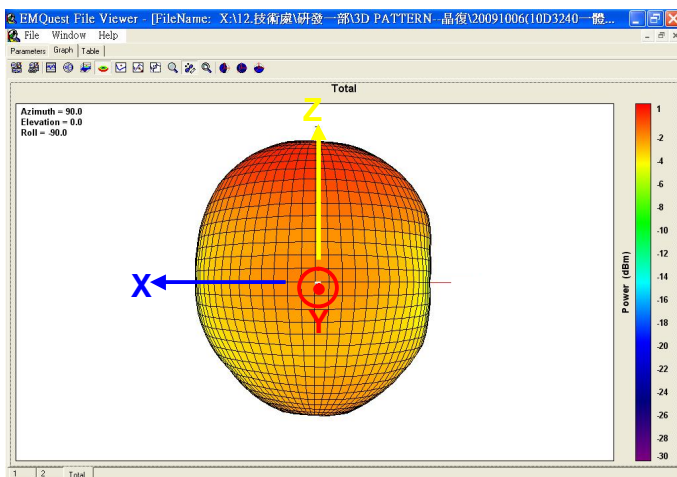 EMQuest File Viewer - [FileName: X:\12.技術處\研發一部\3D PATTERN--晶復\20091006(10D3240一體...
File Window Help
Parameters Graph Table
Total
Azimuth = 90.0
Elevation = 0.0
Roll = -90.0
Z
X
Y
1
-2
-4
-6
-8
-10
-12
-14
-16
-18
-20
-22
-24
-26
-28
-30
Power (dBm)
1 2 Total